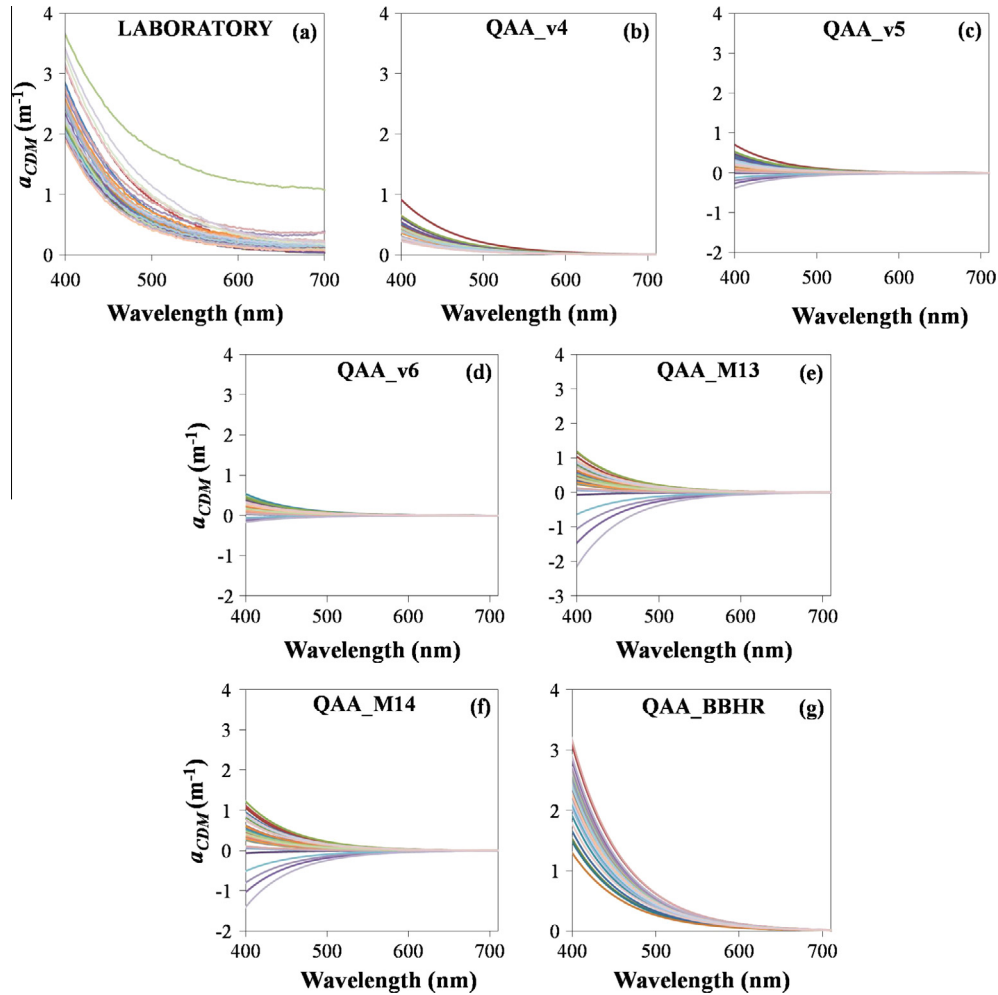 LABORATORY (a)
4
3
2
1
0
a_CDM (m⁻¹)
400 500 600 700
Wavelength (nm)
QAA_v4 (b)
4
3
2
1
0
400 500 600 700
Wavelength (nm)
QAA_v5 (c)
4
3
2
1
0
-1
-2
400 500 600 700
Wavelength (nm)
QAA_v6 (d)
4
3
2
1
0
-1
-2
a_CDM (m⁻¹)
400 500 600 700
Wavelength (nm)
QAA_M13 (e)
4
3
2
1
0
-1
-2
-3
400 500 600 700
Wavelength (nm)
QAA_M14 (f)
4
3
2
1
0
-1
-2
a_CDM (m⁻¹)
400 500 600 700
Wavelength (nm)
QAA_BBHR (g)
4
3
2
1
0
400 500 600 700
Wavelength (nm)